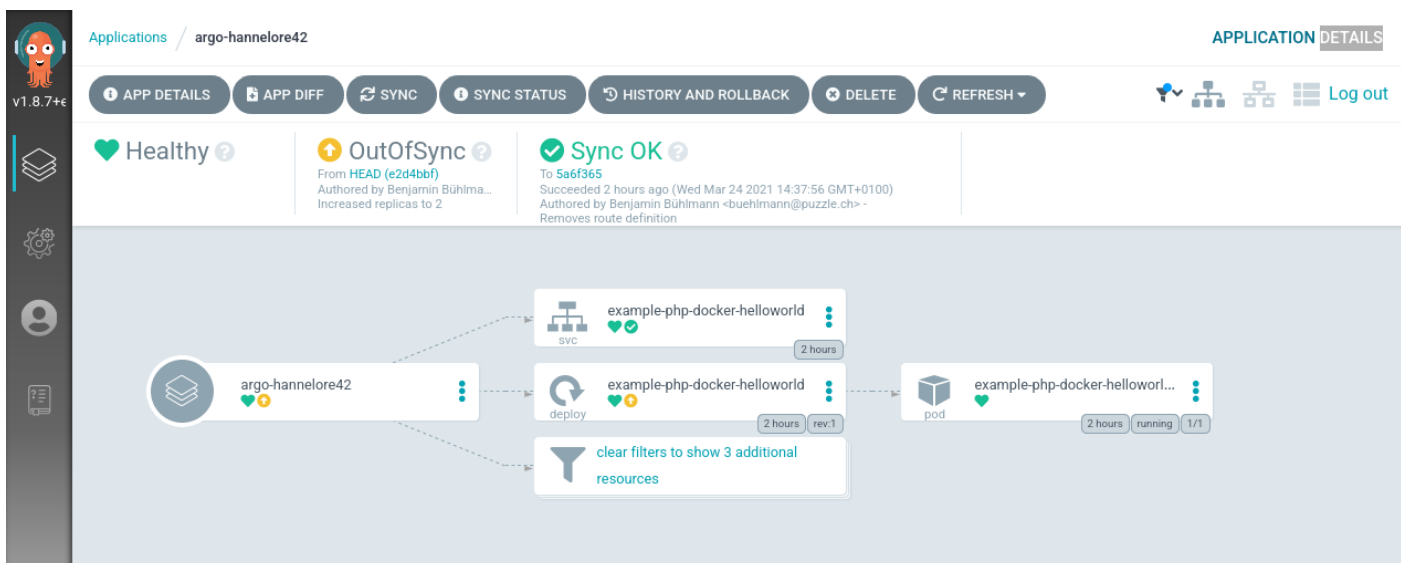 Applications / argo-hannelore42
APPLICATION DETAILS
v1.8.7+e
APP DETAILS
APP DIFF
SYNC
SYNC STATUS
HISTORY AND ROLLBACK
DELETE
REFRESH
Log out
Healthy
OutOfSync
From HEAD (e2d4bbf)
Authored by Benjamin Bühlma...
Increased replicas to 2
Sync OK
To 5a6f365
Succeeded 2 hours ago (Wed Mar 24 2021 14:37:56 GMT+0100)
Authored by Benjamin Bühlmann <buehlmann@puzzle.ch> -
Removes route definition
argo-hannelore42
example-php-docker-helloworld
svc
2 hours
example-php-docker-helloworld
deploy
2 hours
rev:1
clear filters to show 3 additional
resources
example-php-docker-helloworl...
pod
2 hours
running
1/1